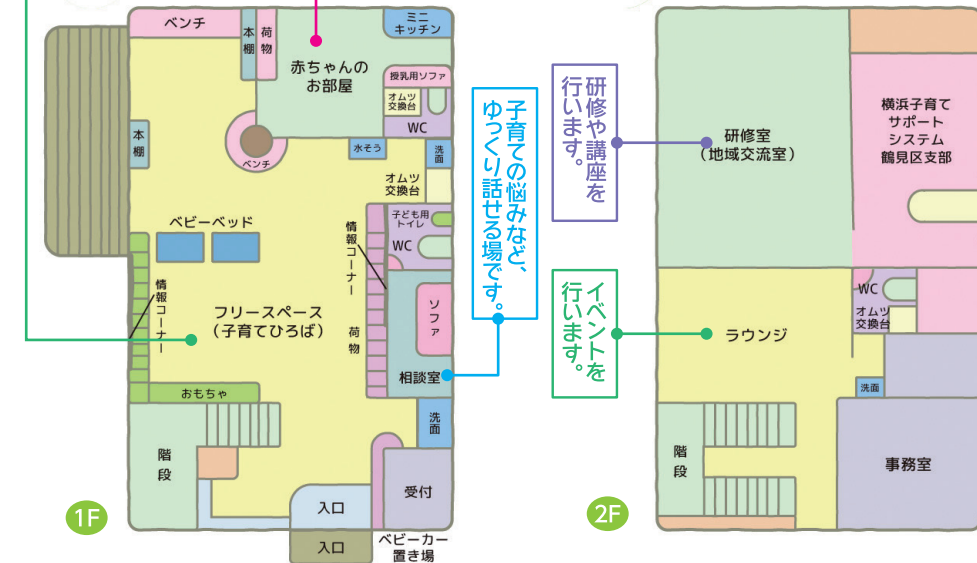 ベンチ
本棚
荷物
ミニ
キッチン
赤ちゃんの
お部屋
授乳用ソファ
オムツ
交換台
WC
本棚
ベンチ
水そう
洗面
オムツ
交換台
ベビーベッド
情報コーナー
子ども用
トイレ
WC
情報コーナー
フリースペース
(子育てひろば)
荷物
ソファ
相談室
おもちゃ
洗面
階段
受付
入口
入口
ベビーカー
置き場
1F
子育ての悩みなど、
ゆっくり話せる場です。
研修や講座を
行います。
イベントを
行います。
研修室
(地域交流室)
横浜子育て
サポート
システム
鶴見区支部
WC
オムツ
交換台
ラウンジ
洗面
階段
事務室
2F